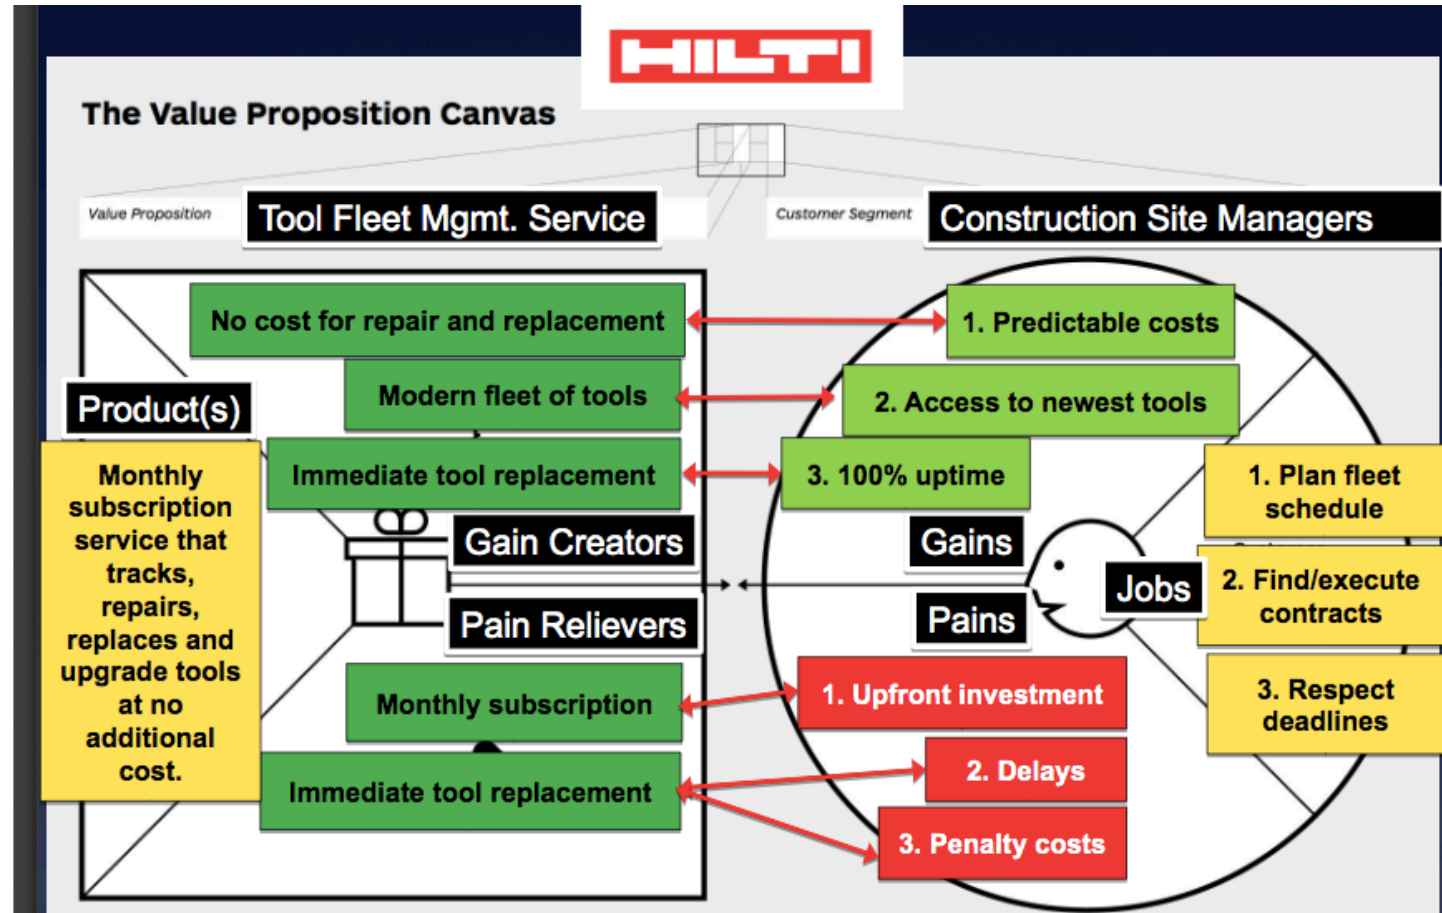 HILTI
The Value Proposition Canvas
Value Proposition
Tool Fleet Mgmt. Service
Customer Segment
Construction Site Managers
No cost for repair and replacement
1. Predictable costs
Modern fleet of tools
2. Access to newest tools
Product(s)
Immediate tool replacement
3. 100% uptime
Monthly
subscription
service that
tracks,
repairs,
replaces and
upgrade tools
at no
additional
cost.
1. Plan fleet
schedule
Gain Creators
Gains
Jobs
2. Find/execute
contracts
Pain Relievers
Pains
Monthly subscription
1. Upfront investment
3. Respect
deadlines
Immediate tool replacement
2. Delays
3. Penalty costs